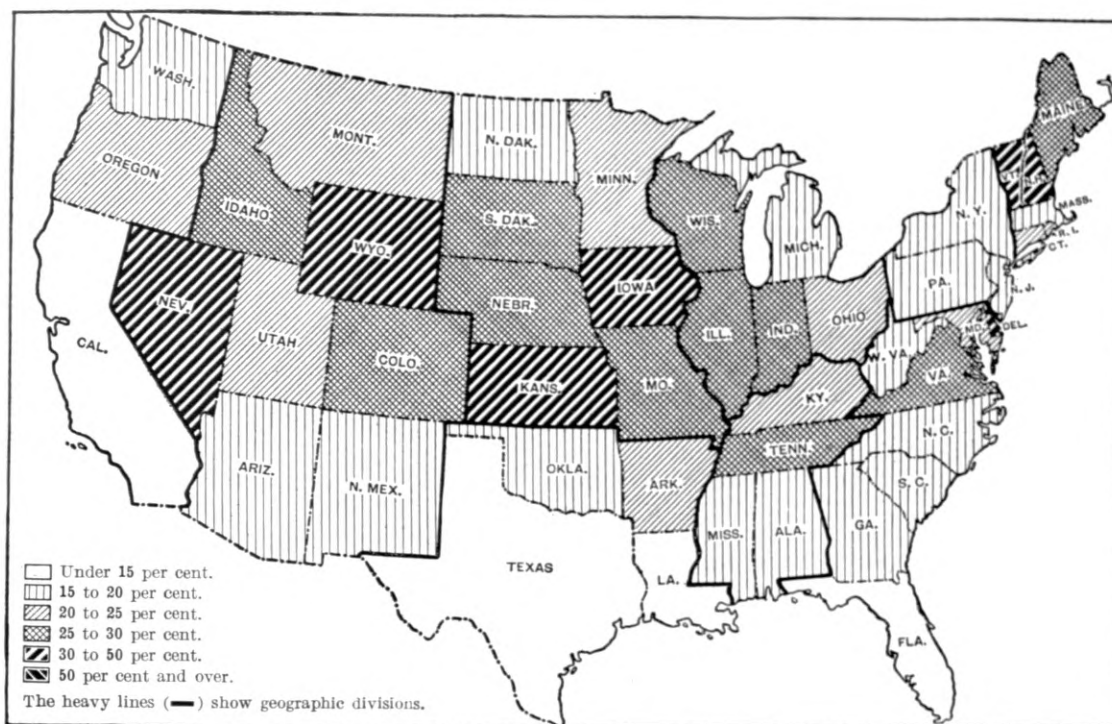 WASH.
MONT.
N. DAK.
MINN.
MAINE
OREGON
IDAHO
S. DAK.
WIS.
MICH.
N. Y.
VT.
N.H.
MASS.
R. I.
CT.
WYO.
NEBR.
IOWA
PA.
N. J.
NEV.
UTAH
COLO.
KANS.
MO.
ILL.
IND.
OHIO
W. VA.
MD.
DEL.
VA.
KY.
CAL.
ARIZ.
N. MEX.
OKLA.
ARK.
TENN.
N. C.
S. C.
MISS.
ALA.
GA.
TEXAS
LA.
FLA.
Under 15 per cent.
15 to 20 per cent.
20 to 25 per cent.
25 to 30 per cent.
30 to 50 per cent.
50 per cent and over.
The heavy lines (━) show geographic divisions.